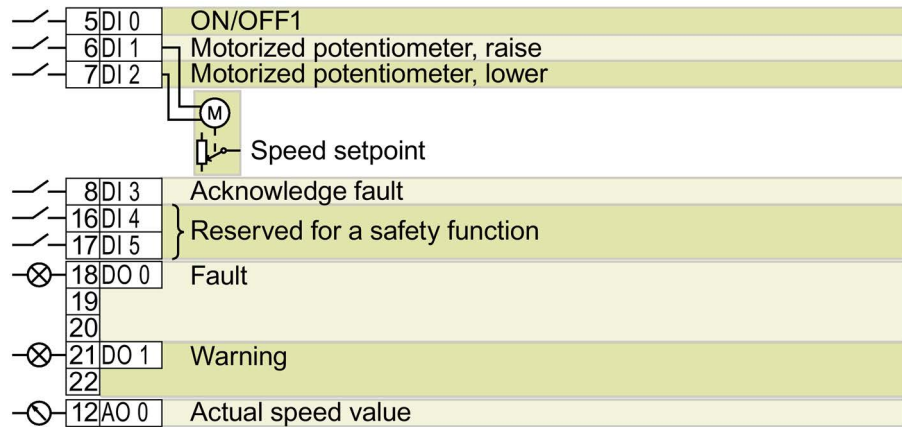 5 DI 0 ON/OFF1
6 DI 1 Motorized potentiometer, raise
7 DI 2 Motorized potentiometer, lower
M
Speed setpoint
8 DI 3 Acknowledge fault
16 DI 4
Reserved for a safety function
17 DI 5
18 DO 0 Fault
19
20
21 DO 1 Warning
22
12 AO 0 Actual speed value